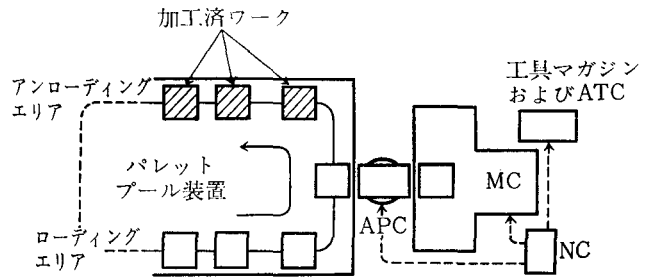 加工済ワーク
アンローディング
エリア
工具マガジン
およびATC
パレット
プール装置
MC
APC
ローディング
エリア
NC